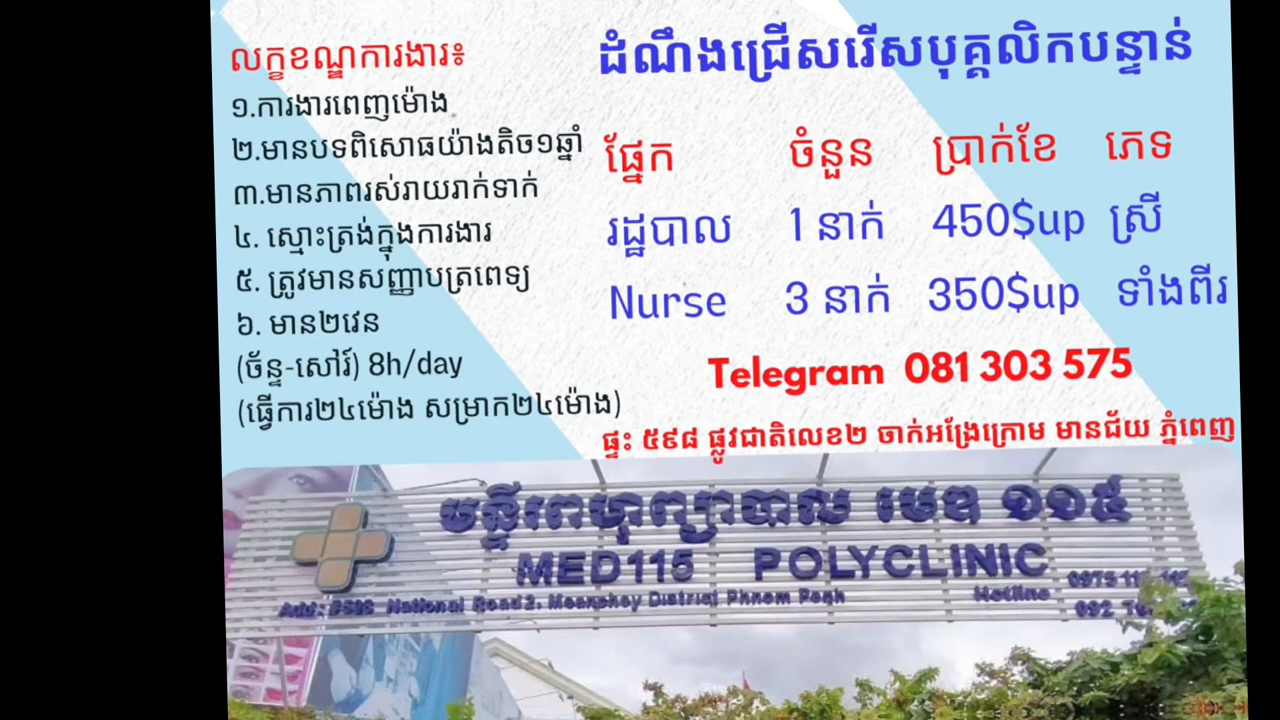 លក្ខខណ្ឌការងារ៖
១.ការងារពេញម៉ោង
២.មានបទពិសោធយ៉ាងតិច១ឆ្នាំ
៣.មានភាពរស់រាយរាក់ទាក់
៤. ស្មោះត្រង់ក្នុងការងារ
៥. ត្រូវមានសញ្ញាបត្រពេទ្យ
៦. មាន២វេន
(ច័ន្ទ-សៅរ៍) 8h/day
(ធ្វើការ២៤ម៉ោង សម្រាក២៤ម៉ោង)
ដំណឹងជ្រើសរើសបុគ្គលិកបន្ទាន់
ផ្នែក ចំនួន ប្រាក់ខែ ភេទ
រដ្ឋបាល 1 នាក់ 450$up ស្រី
Nurse 3 នាក់ 350$up ទាំងពីរ
Telegram 081 303 575
ផ្ទះ ៥៩៨ ផ្លូវជាតិលេខ២ ចាក់អង្រែក្រោម មានជ័យ ភ្នំពេញ
មន្ទីរពហុព្យាបាល មេឌ ១១៥
MED115 POLYCLINIC
Add: #598 National Road 2, Meanchey District Phnom Penh
Hotline
092